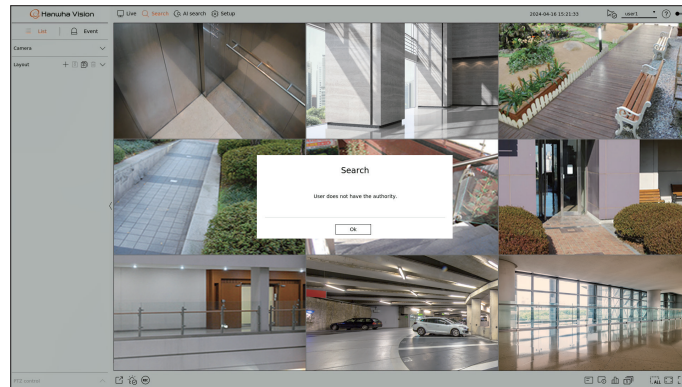 Hanwha Vision
Live
Search
AI search
Setup
2024-04-16 15:21:33
user1
List
Event
Camera
Layout
Search
User does not have the authority.
Ok
PTZ control
ALL